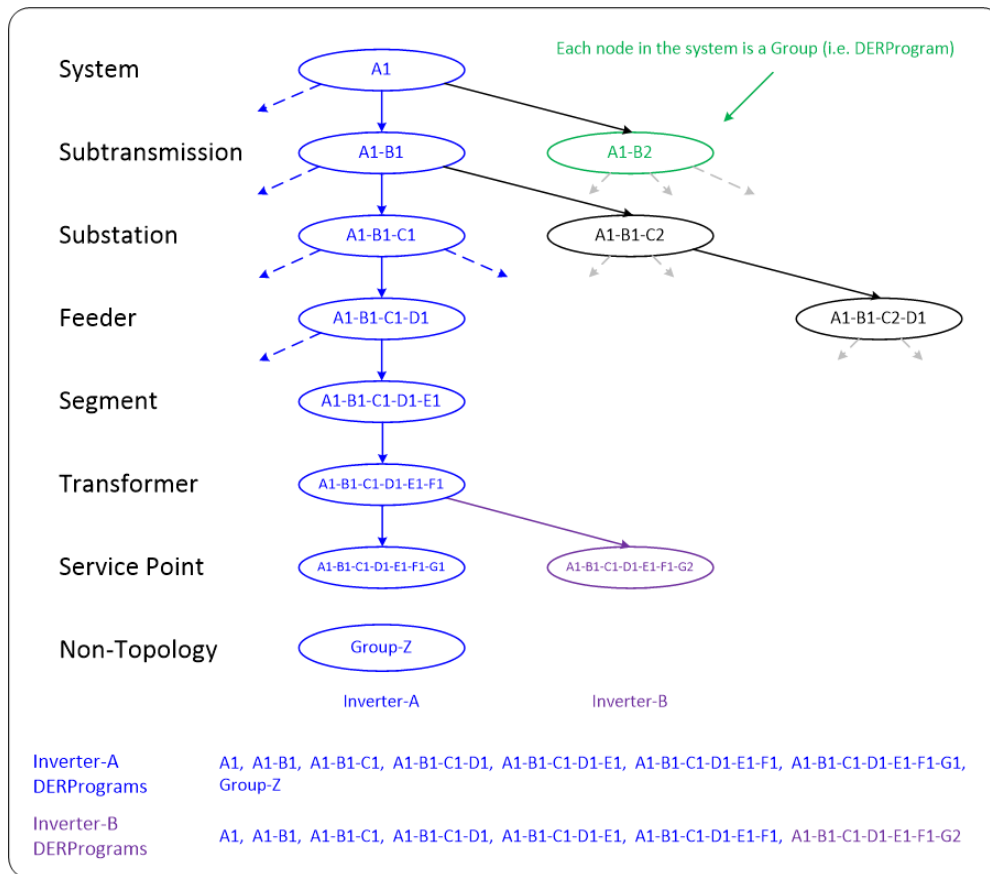 Each node in the system is a Group (i.e. DERProgram)
System
A1
Subtransmission
A1-B1
A1-B2
Substation
A1-B1-C1
A1-B1-C2
Feeder
A1-B1-C1-D1
A1-B1-C2-D1
Segment
A1-B1-C1-D1-E1
Transformer
A1-B1-C1-D1-E1-F1
Service Point
A1-B1-C1-D1-E1-F1-G1
A1-B1-C1-D1-E1-F1-G2
Non-Topology
Group-Z
Inverter-A
Inverter-B
Inverter-A
DERPrograms
A1, A1-B1, A1-B1-C1, A1-B1-C1-D1, A1-B1-C1-D1-E1, A1-B1-C1-D1-E1-F1, A1-B1-C1-D1-E1-F-G1,
Group-Z
Inverter-B
DERPrograms
A1, A1-B1, A1-B1-C1, A1-B1-C1-D1, A1-B1-C1-D1-E1, A1-B1-C1-D1-E1-F1, A1-B1-C1-D1-E1-F1-G2